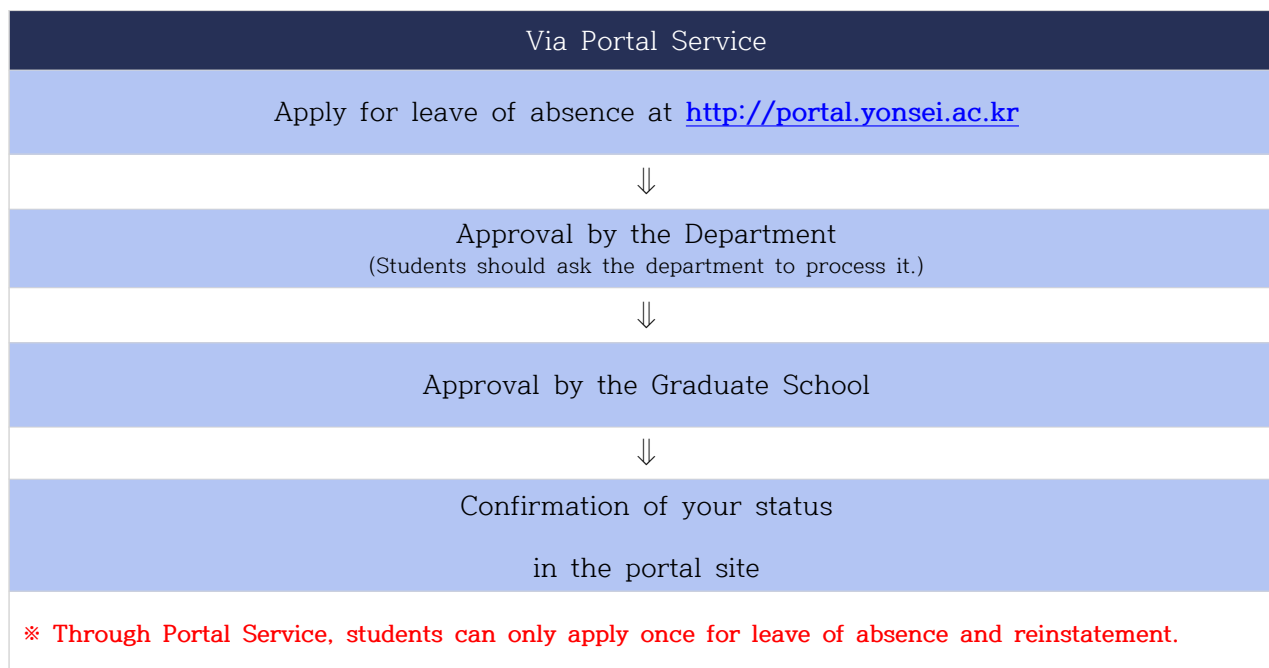 Via Portal Service
Apply for leave of absence at http://portal.yonsei.ac.kr
⇓
Approval by the Department
(Students should ask the department to process it.)
⇓
Approval by the Graduate School
⇓
Confirmation of your status
in the portal site
※ Through Portal Service, students can only apply once for leave of absence and reinstatement.